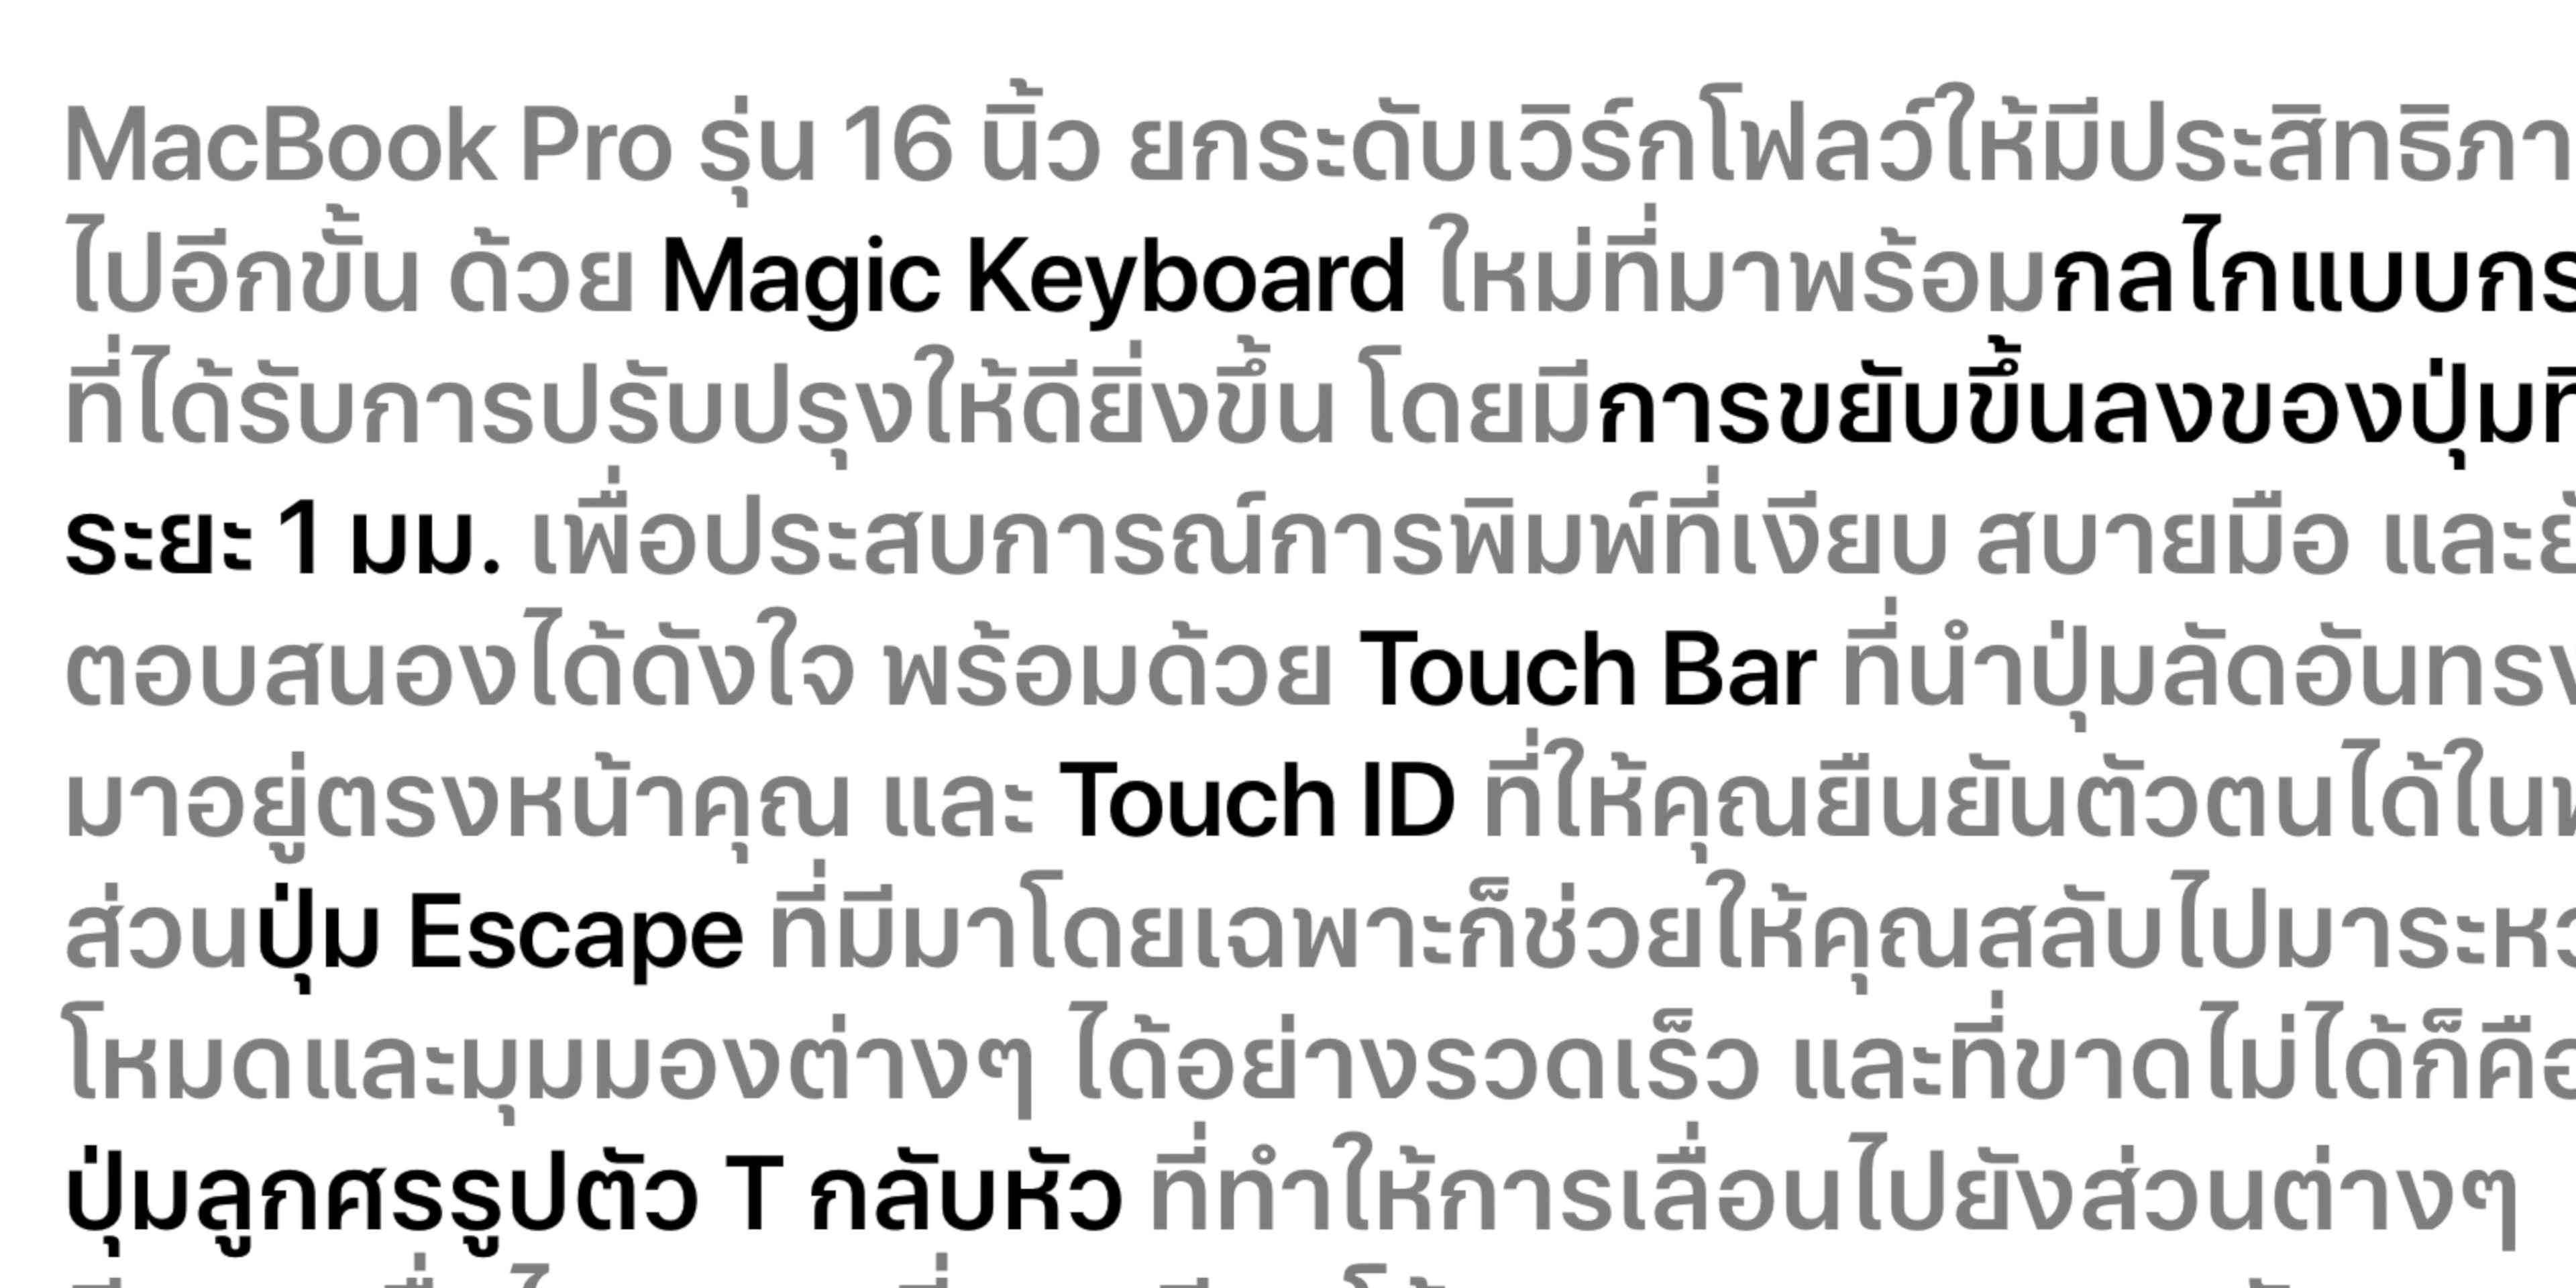 MacBook Pro รุ่น 16 นิ้ว ยกระดับเวิร์กโฟลว์ให้มีประสิทธิภา
ไปอีกขั้น ด้วย Magic Keyboard ใหม่ที่มาพร้อมกลไกแบบกร
ที่ได้รับการปรับปรุงให้ดียิ่งขึ้น โดยมีการขยับขึ้นลงของปุ่มที
ระยะ 1 มม. เพื่อประสบการณ์การพิมพ์ที่เงียบ สบายมือ และยั
ตอบสนองได้ดังใจ พร้อมด้วย Touch Bar ที่นำปุ่มลัดอันทรง
มาอยู่ตรงหน้าคุณ และ Touch ID ที่ให้คุณยืนยันตัวตนได้ใน
ส่วนปุ่ม Escape ที่มีมาโดยเฉพาะก็ช่วยให้คุณสลับไปมาระหว
โหมดและมุมมองต่างๆ ได้อย่างรวดเร็ว และที่ขาดไม่ได้ก็คือ
ปุ่มลูกศรรูปตัว T กลับหัว ที่ทำให้การเลื่อนไปยังส่วนต่างๆ